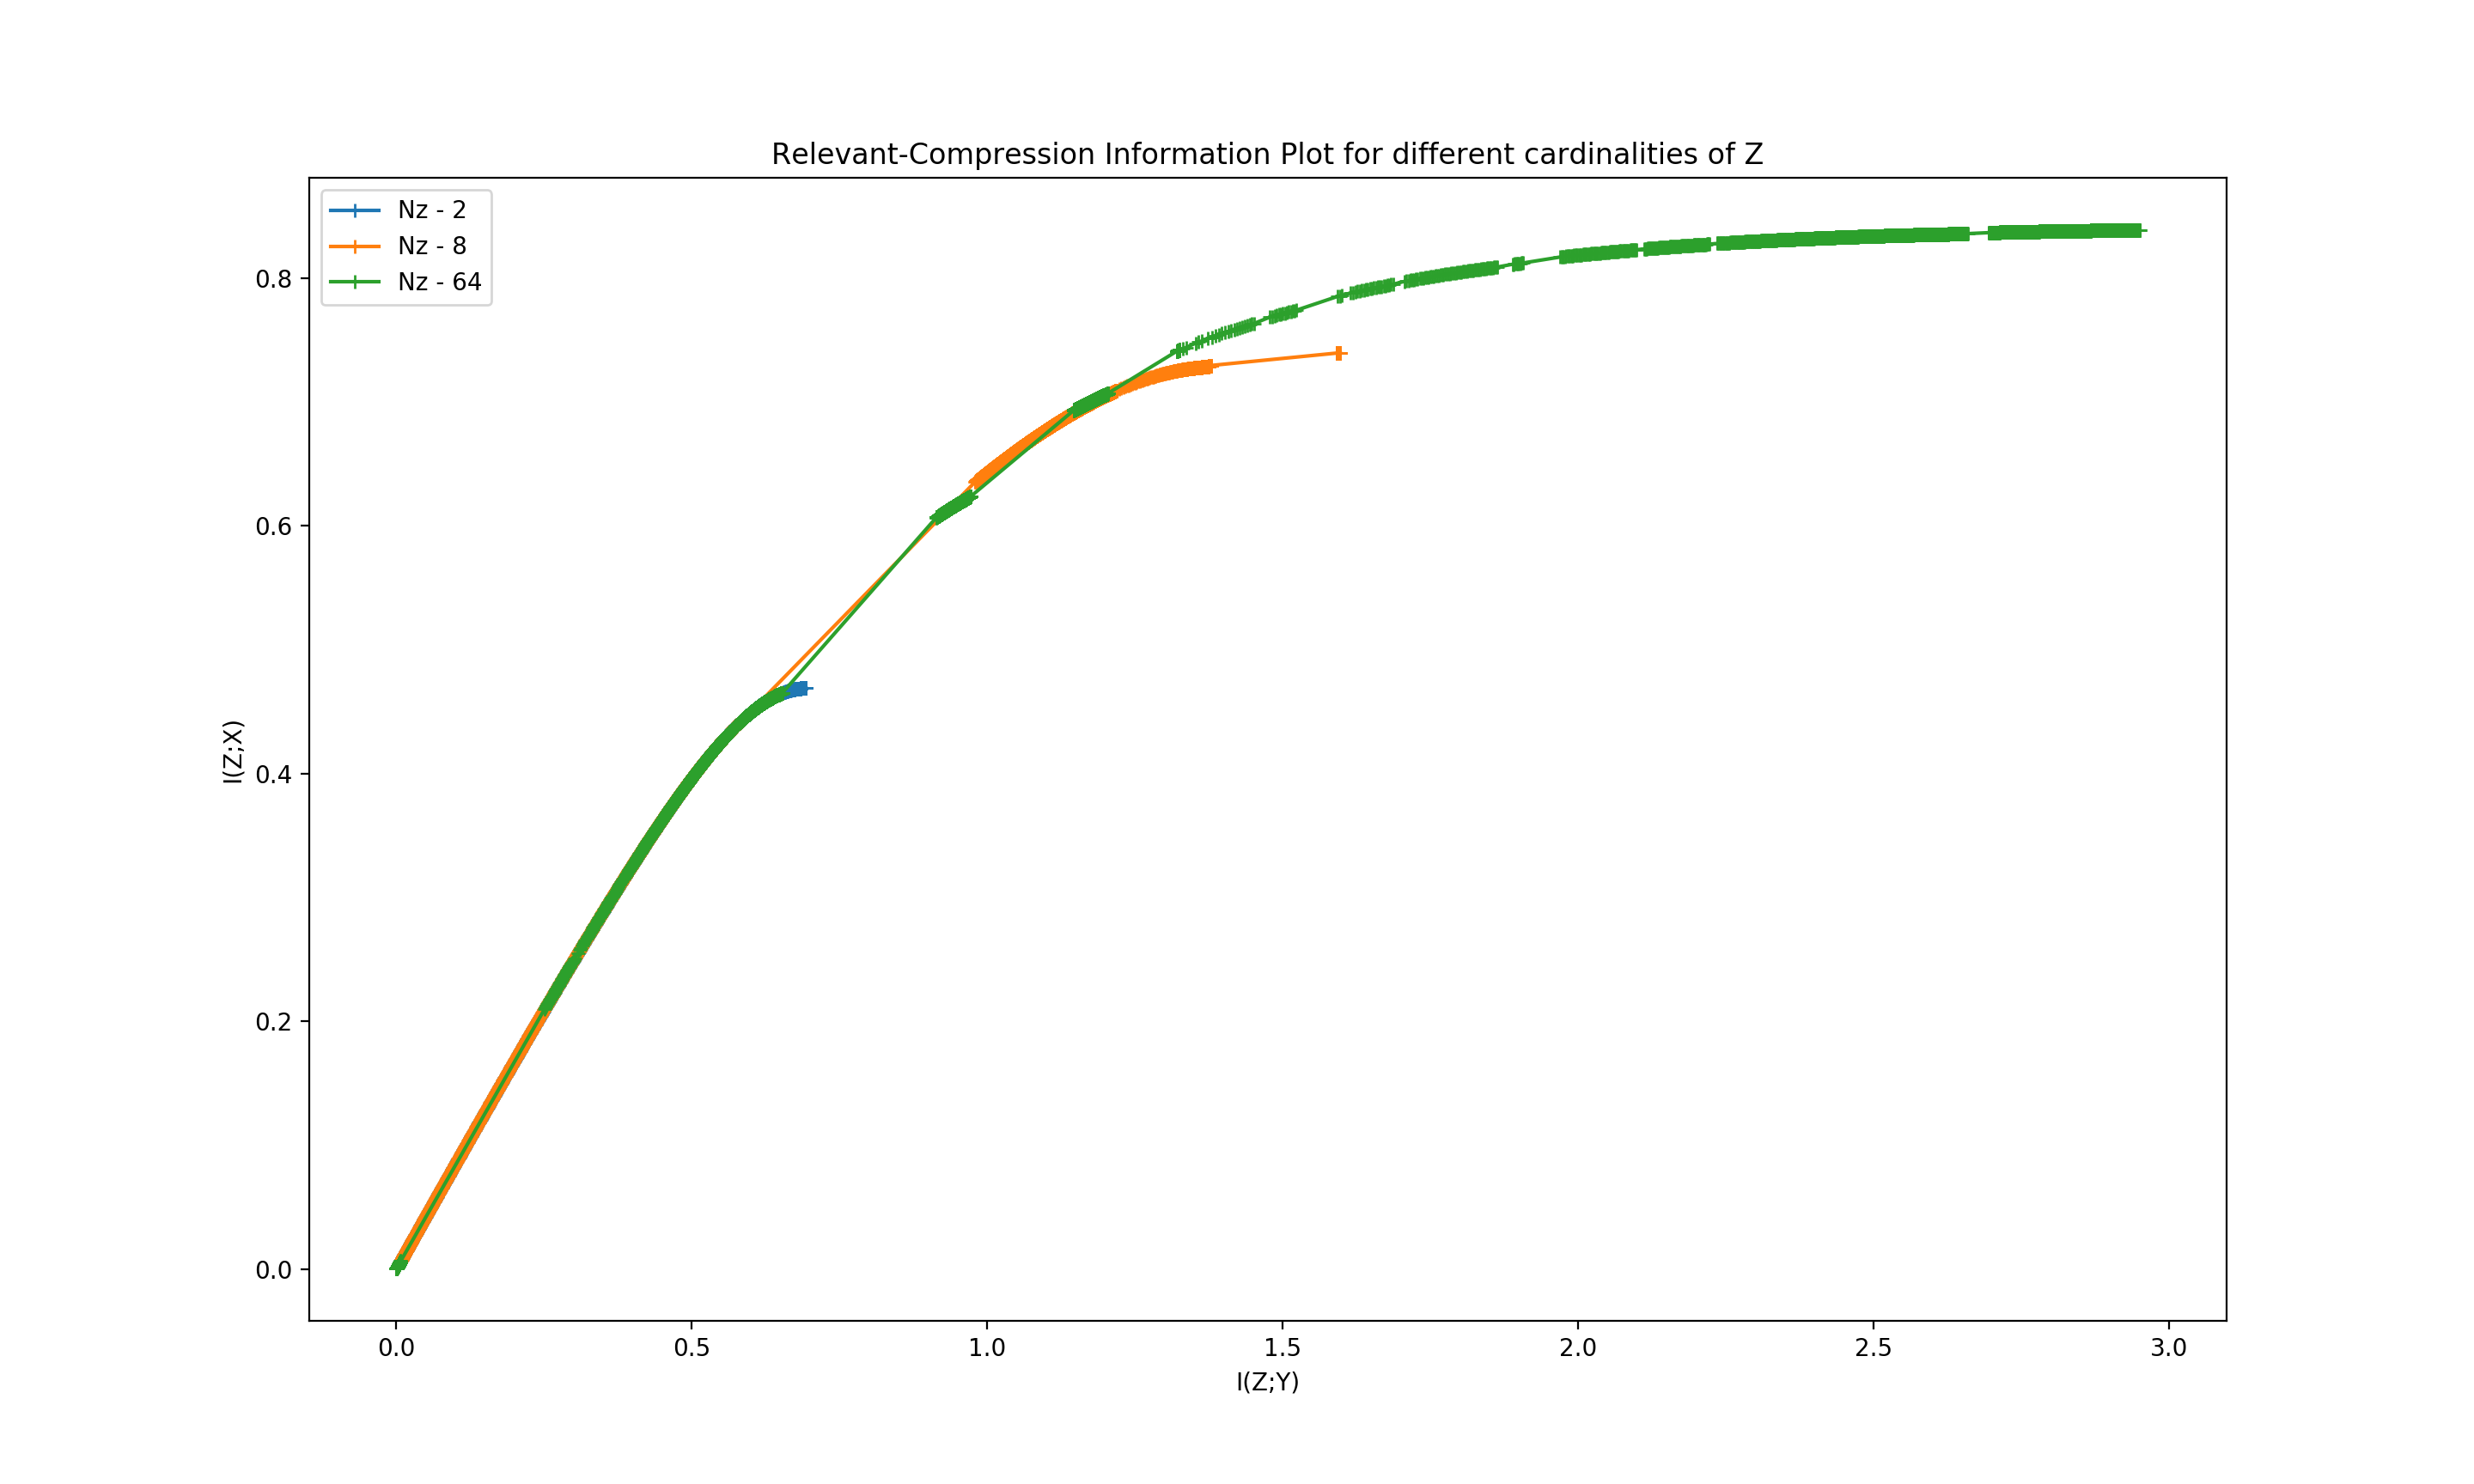 Relevant-Compression Information Plot for different cardinalities of Z
Nz - 2
Nz - 8
Nz - 64
I(Z;X)
0.8
0.6
0.4
0.2
0.0
0.0 0.5 1.0 1.5 2.0 2.5 3.0
I(Z;Y)